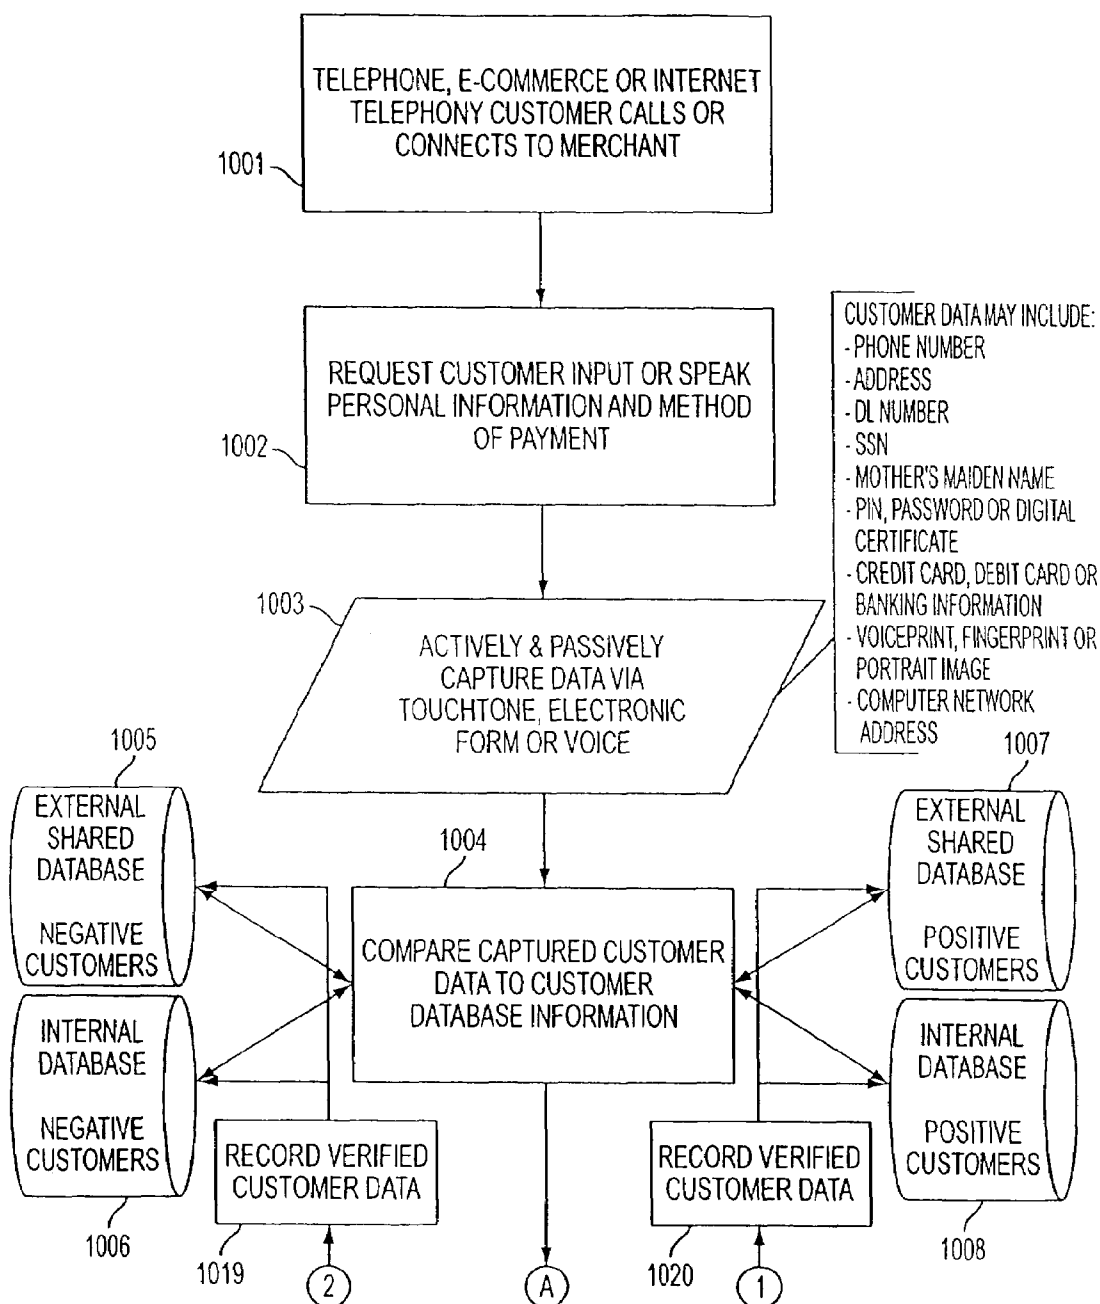 TELEPHONE, E-COMMERCE OR INTERNET
TELEPHONY CUSTOMER CALLS OR
CONNECTS TO MERCHANT
1001
REQUEST CUSTOMER INPUT OR SPEAK
PERSONAL INFORMATION AND METHOD
OF PAYMENT
1002
CUSTOMER DATA MAY INCLUDE:
- PHONE NUMBER
- ADDRESS
- DL NUMBER
- SSN
- MOTHER'S MAIDEN NAME
- PIN, PASSWORD OR DIGITAL
CERTIFICATE
- CREDIT CARD, DEBIT CARD OR
BANKING INFORMATION
- VOICEPRINT, FINGERPRINT OR
PORTRAIT IMAGE
- COMPUTER NETWORK
ADDRESS
1003
ACTIVELY & PASSIVELY
CAPTURE DATA VIA
TOUCHTONE, ELECTRONIC
FORM OR VOICE
1005
EXTERNAL
SHARED
DATABASE
NEGATIVE
CUSTOMERS
1004
COMPARE CAPTURED CUSTOMER
DATA TO CUSTOMER
DATABASE INFORMATION
1007
EXTERNAL
SHARED
DATABASE
POSITIVE
CUSTOMERS
INTERNAL
DATABASE
NEGATIVE
CUSTOMERS
1006
RECORD VERIFIED
CUSTOMER DATA
1019
2
A
RECORD VERIFIED
CUSTOMER DATA
1020
1
INTERNAL
DATABASE
POSITIVE
CUSTOMERS
1008